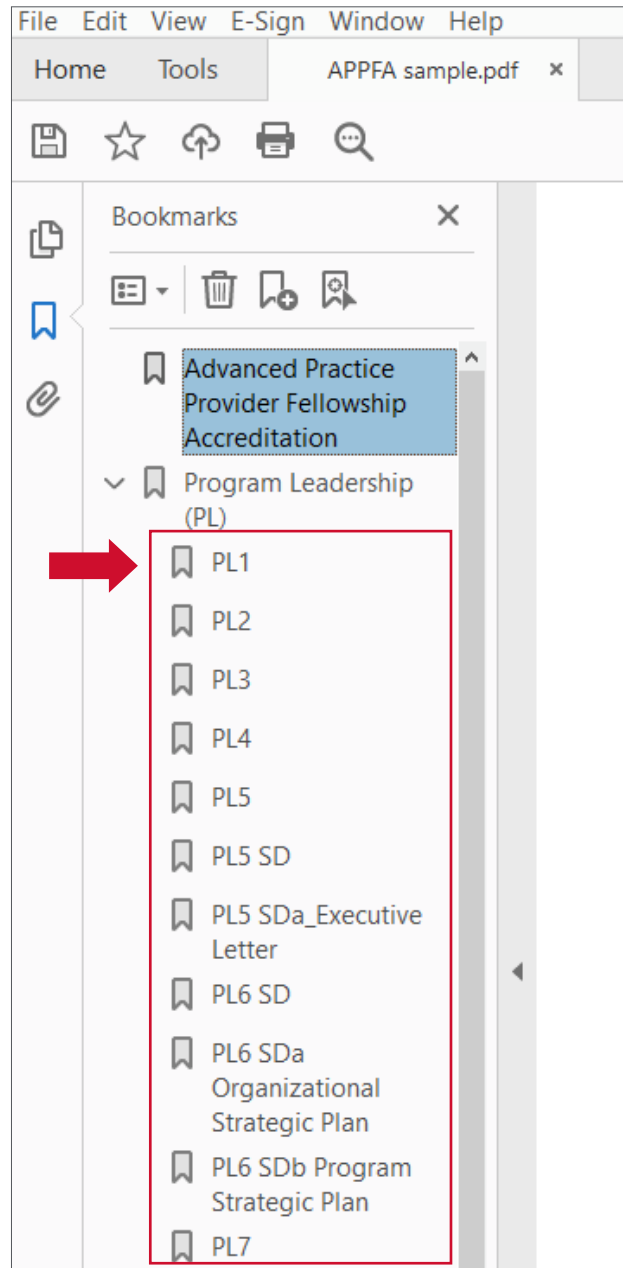 File Edit View E-Sign Window Help
Home Tools APPFA sample.pdf
Bookmarks
Advanced Practice
Provider Fellowship
Accreditation
Program Leadership
(PL)
PL1
PL2
PL3
PL4
PL5
PL5 SD
PL5 SDa_Executive
Letter
PL6 SD
PL6 SDa
Organizational
Strategic Plan
PL6 SDb Program
Strategic Plan
PL7